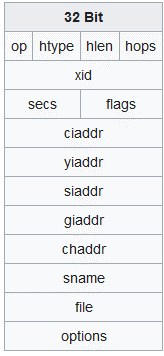 32 Bit
op htype hlen hops
xid
secs flags
ciaddr
yiaddr
siaddr
giaddr
chaddr
sname
file
options